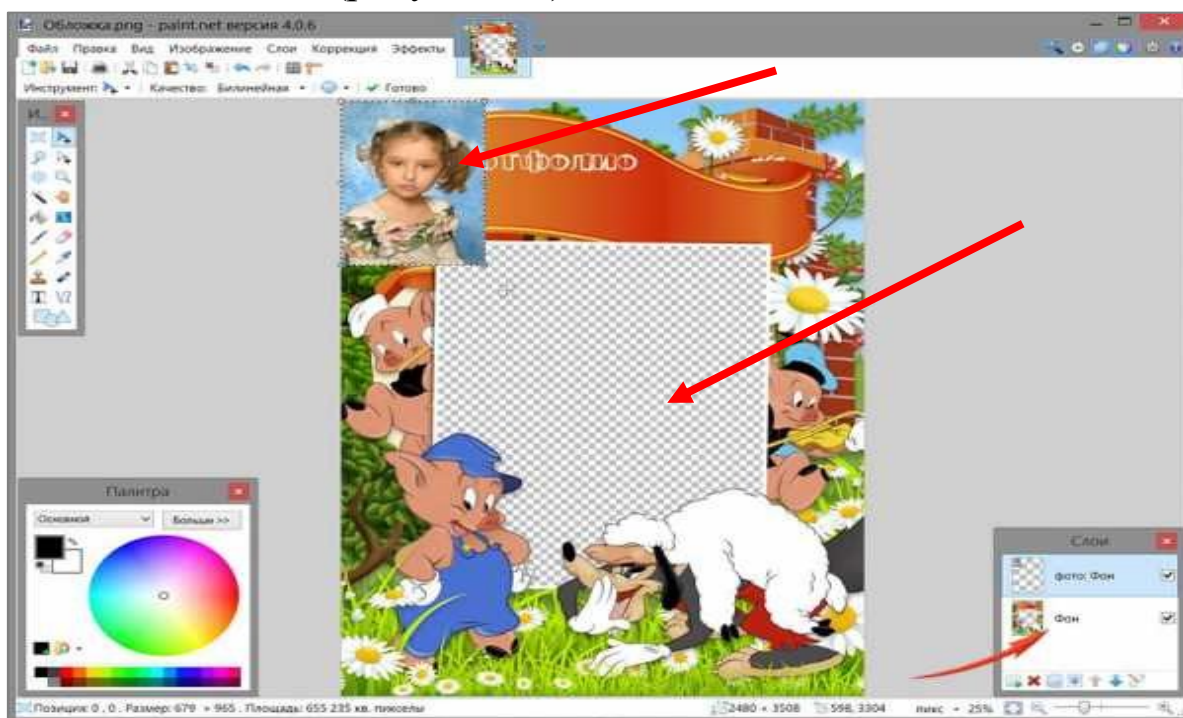 Обложка.png - paint.net версия 4.0.6
Файл Правка Вид Изображение Слои Коррекция Эффекты
Инструмент: Качество: Билинейная Готово
И...
ортфолио
Палитра
Основной Больше >>
Слои
фото: Фон
Фон
Позиция: 0 , 0 . Размер: 679 × 965 . Площадь: 655 235 кв. пикселы
2480 × 3508 598, 3304 пикс 25%